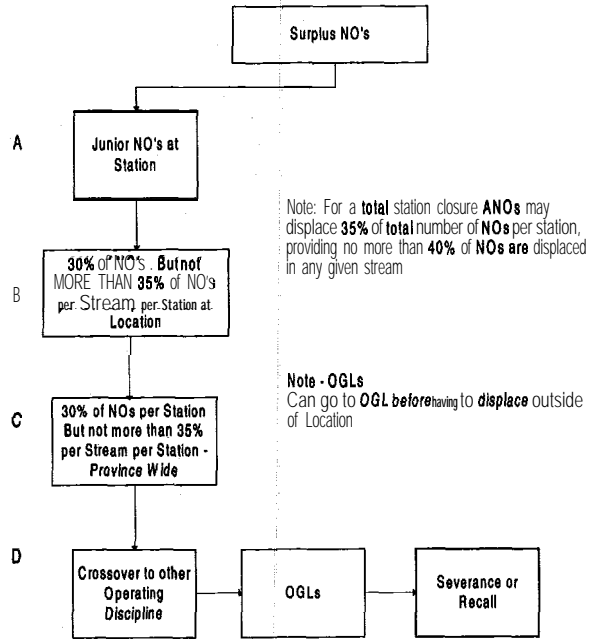 Surplus NO's
A
Junior NO's at
Station
Note: For a total station closure ANOs may
displace 35% of total number of NOs per station,
providing no more than 40% of NOs are displaced
in any given stream
B
30% of NO's . But not
MORE THAN 35% of NO's
per Stream per Station at
Location
Note - OGLs
Can go to OGL before having to displace outside
of Location
C
30% of NOs per Station
But not more than 35%
per Stream per Station -
Province Wide
D
Crossover to other
Operating
Discipline
OGLs
Severance or
Recall